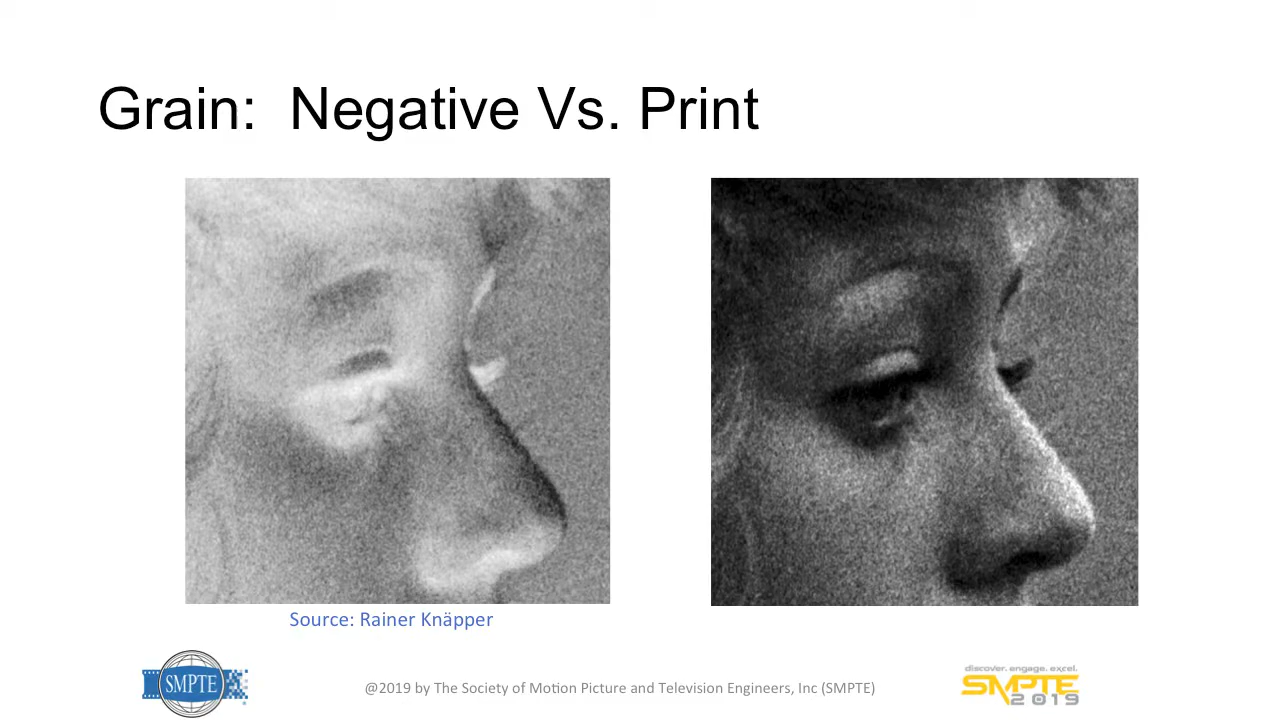 Grain:  Negative Vs. Print
Source: Rainer Knäpper
SMPTE
@2019 by The Society of Motion Picture and Television Engineers, Inc (SMPTE)
discover. engage. excel.
SMPTE
2019